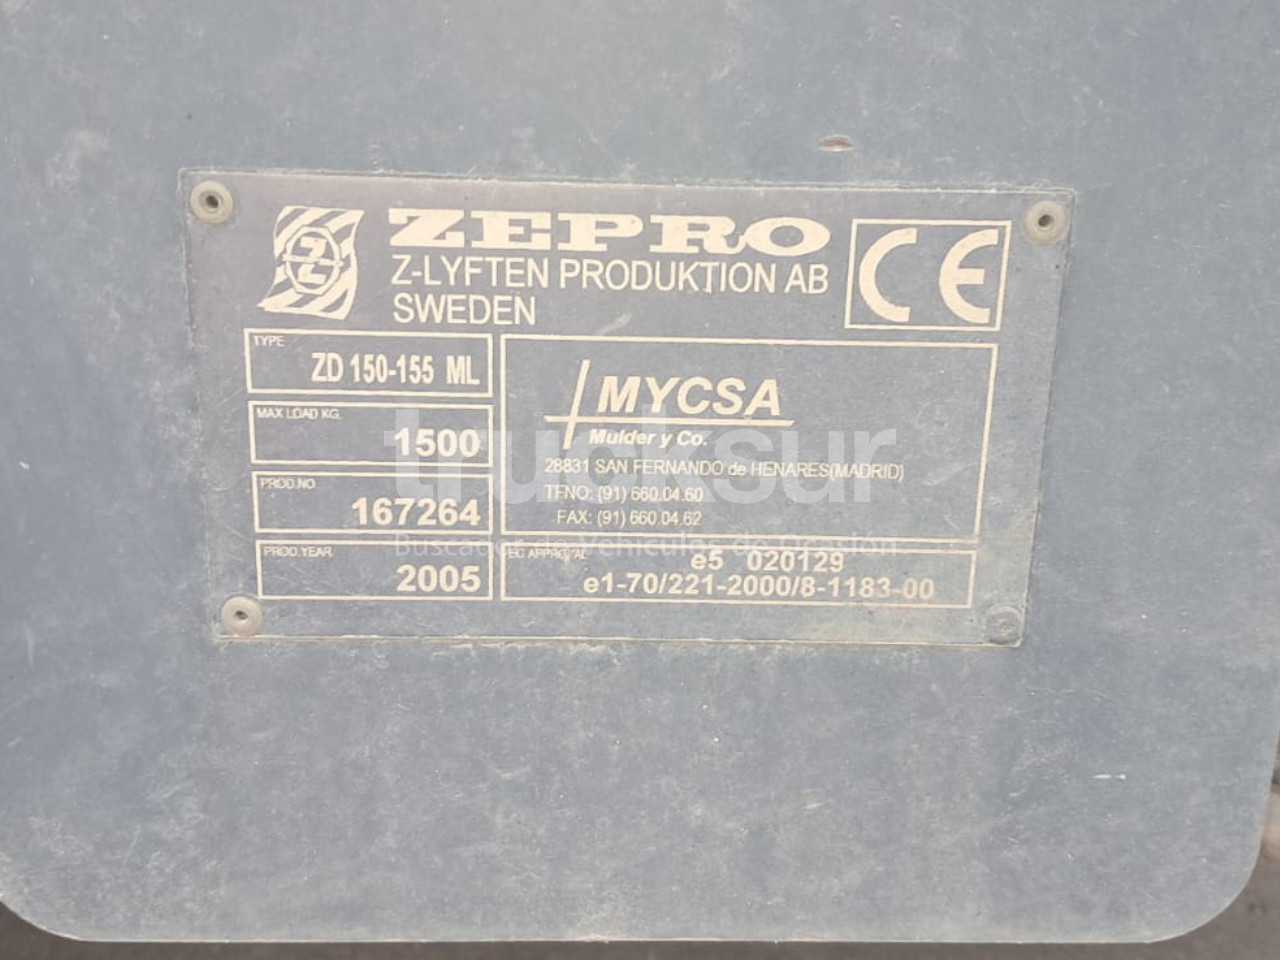 ZEPRO
Z-LYFTEN PRODUKTION AB
SWEDEN
CE
Z
TYPE
ZD 150-155 ML
MAX LOAD KG.
1500
PROD.NO
167264
PROD.YEAR.
2005
MYCSA
Mulder y Co.
28831 SAN FERNANDO de HENARES(MADRID)
TFNO: (91) 660.04.60
FAX: (91) 660.04.62
EC APPROVAL
e5 020129
e1-70/221-2000/8-1183-00
trucksur
Buscador de Vehículos de Ocasión